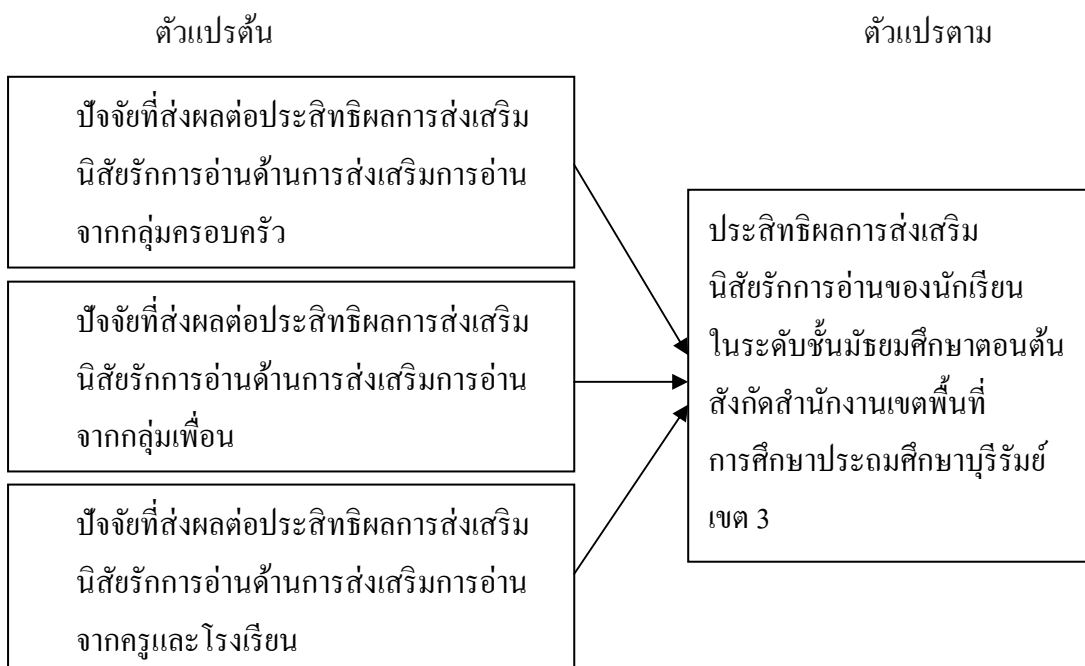 ตัวแปรต้น
ตัวแปรตาม
ปัจจัยที่ส่งผลต่อประสิทธิผลการส่งเสริม
นิสัยรักการอ่านด้านการส่งเสริมการอ่าน
จากกลุ่มครอบครัว
ปัจจัยที่ส่งผลต่อประสิทธิผลการส่งเสริม
นิสัยรักการอ่านด้านการส่งเสริมการอ่าน
จากกลุ่มเพื่อน
ปัจจัยที่ส่งผลต่อประสิทธิผลการส่งเสริม
นิสัยรักการอ่านด้านการส่งเสริมการอ่าน
จากครูและโรงเรียน
ประสิทธิผลการส่งเสริม
นิสัยรักการอ่านของนักเรียน
ในระดับชั้นมัธยมศึกษาตอนต้น
สังกัดสำนักงานเขตพื้นที่
การศึกษาประถมศึกษาบุรีรัมย์
เขต 3